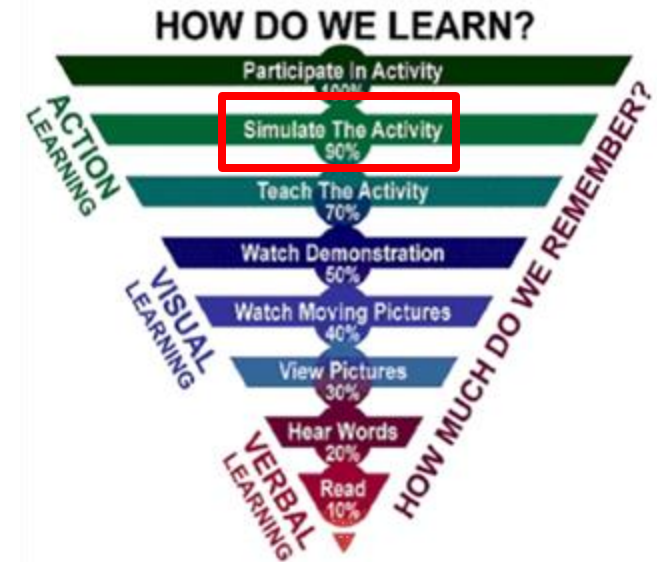 HOW DO WE LEARN?
Participate In Activity
100%
Simulate The Activity
90%
Teach The Activity
70%
Watch Demonstration
50%
Watch Moving Pictures
40%
View Pictures
30%
Hear Words
20%
Read
10%
ACTION
LEARNING
VISUAL
LEARNING
VERBAL
LEARNING
HOW MUCH DO WE REMEMBER?